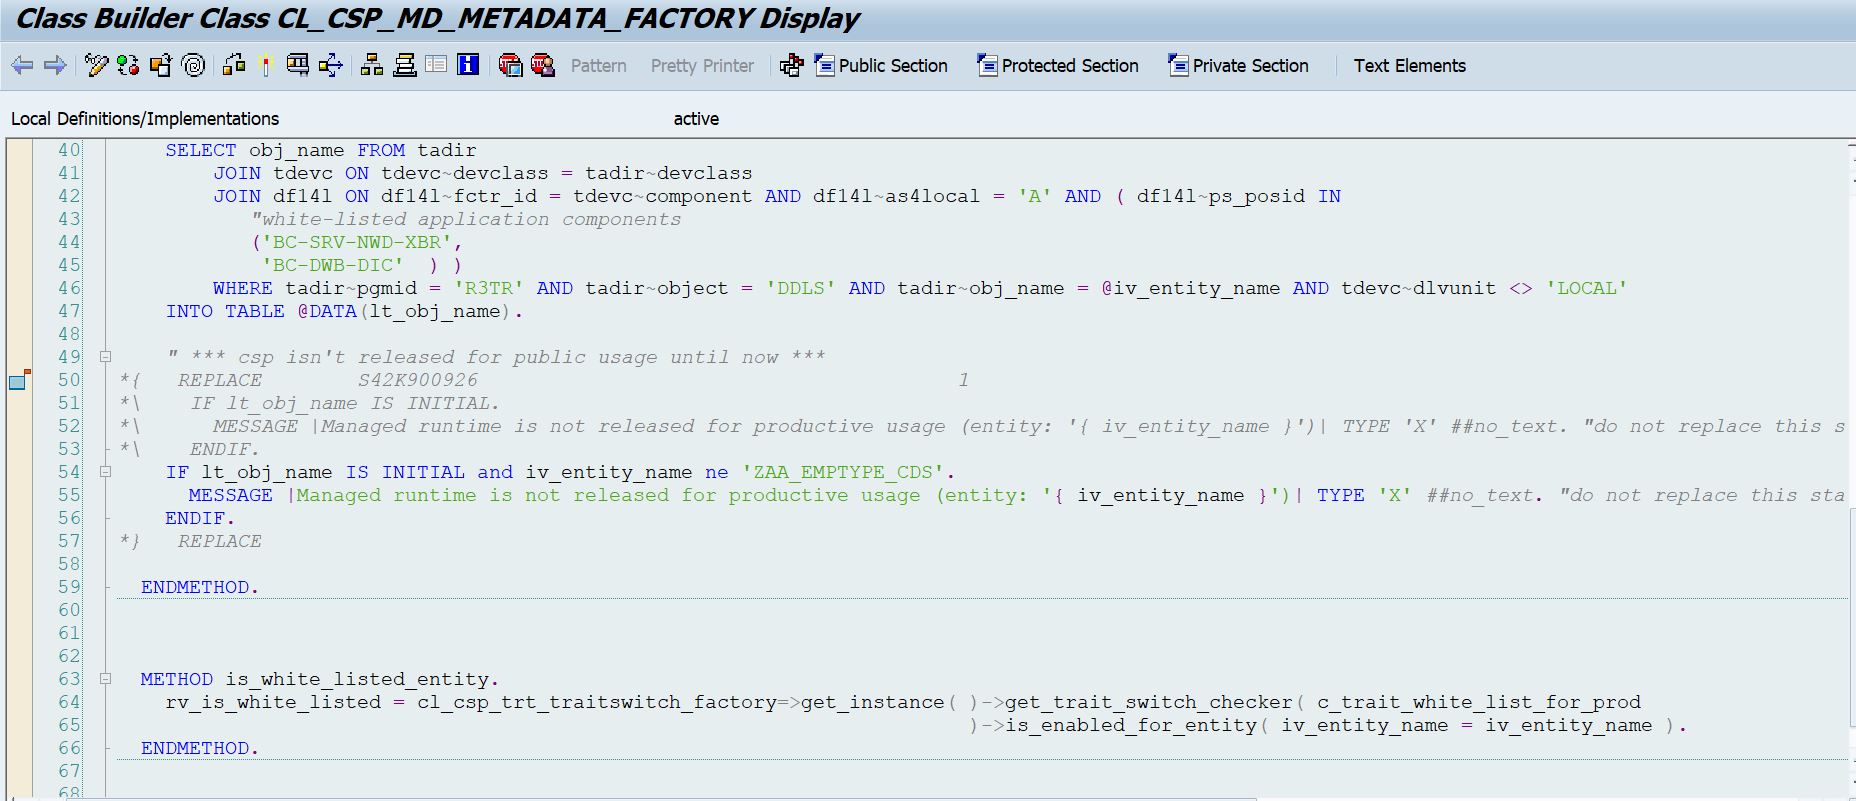 Class Builder Class CL_CSP_MD_METADATA_FACTORY Display
Pattern Pretty Printer Public Section Protected Section Private Section Text Elements
Local Definitions/Implementations active
40 SELECT obj_name FROM tadir
41 JOIN tdevc ON tdevc~devclass = tadir~devclass
42 JOIN df14l ON df14l~fctr_id = tdevc~component AND df14l~as4local = 'A' AND ( df14l~ps_posid IN
43 "white-listed application components
44 ('BC-SRV-NWD-XBR',
45 'BC-DWB-DIC' ) )
46 WHERE tadir~pgmid = 'R3TR' AND tadir~object = 'DDLS' AND tadir~obj_name = @iv_entity_name AND tdevc~dlvunit <> 'LOCAL'
47 INTO TABLE @DATA(lt_obj_name).
48
49 " *** csp isn't released for public usage until now ***
50 *{ REPLACE S42K900926 1
51 *\ IF lt_obj_name IS INITIAL.
52 *\ MESSAGE |Managed runtime is not released for productive usage (entity: '{ iv_entity_name }')| TYPE 'X' ##no_text. "do not replace this s
53 *\ ENDIF.
54 IF lt_obj_name IS INITIAL and iv_entity_name ne 'ZAA_EMPTYPE_CDS'.
55 MESSAGE |Managed runtime is not released for productive usage (entity: '{ iv_entity_name }')| TYPE 'X' ##no_text. "do not replace this sta
56 ENDIF.
57 *} REPLACE
58
59 ENDMETHOD.
60
61
62
63 METHOD is_white_listed_entity.
64 rv_is_white_listed = cl_csp_trt_traitswitch_factory=>get_instance( )->get_trait_switch_checker( c_trait_white_list_for_prod
65 )->is_enabled_for_entity( iv_entity_name = iv_entity_name ).
66 ENDMETHOD.
67
68